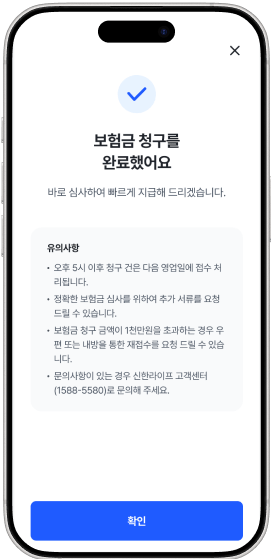 보험금 청구를
완료했어요
바로 심사하여 빠르게 지급해 드리겠습니다.
유의사항
• 오후 5시 이후 청구 건은 다음 영업일에 접수 처
리됩니다.
• 정확한 보험금 심사를 위하여 추가 서류를 요청
드릴 수 있습니다.
• 보험금 청구 금액이 1천만원을 초과하는 경우 우
편 또는 내방을 통한 재접수를 요청 드릴 수 있습
니다.
• 문의사항이 있는 경우 신한라이프 고객센터
(1588-5580)로 문의해 주세요.
확인